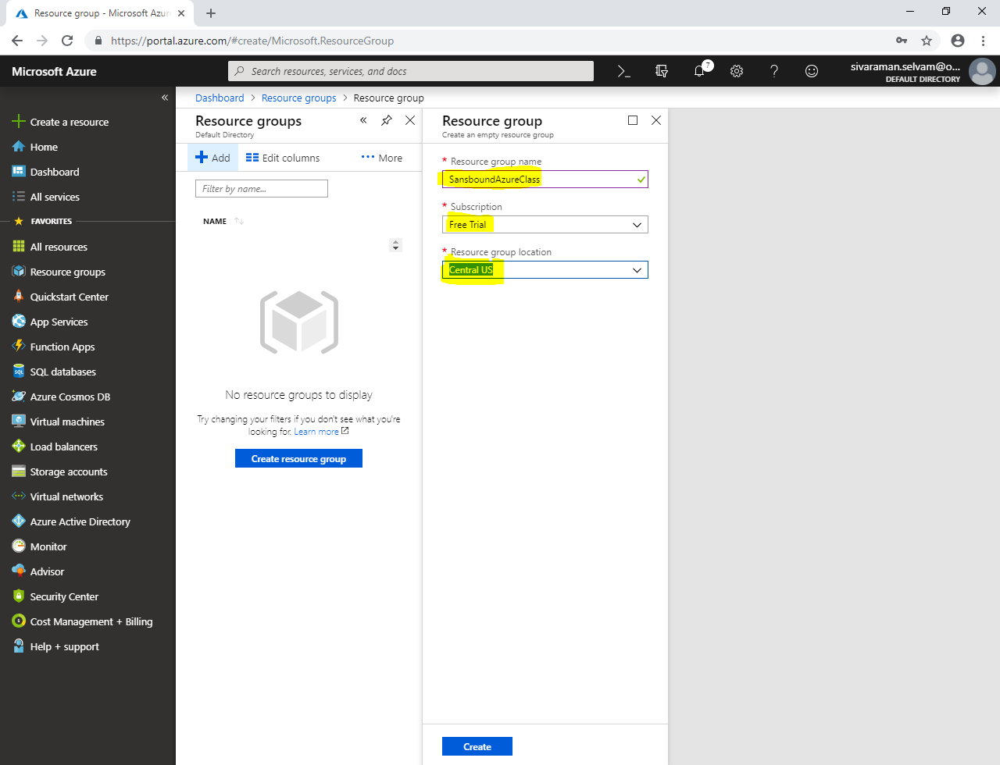 Resource group - Microsoft Azur
https://portal.azure.com/#create/Microsoft.ResourceGroup
Microsoft Azure
Search resources, services, and docs
7
sivaraman.selvam@o...
DEFAULT DIRECTORY
Create a resource
Home
Dashboard
All services
FAVORITES
All resources
Resource groups
Quickstart Center
App Services
Function Apps
SQL databases
Azure Cosmos DB
Virtual machines
Load balancers
Storage accounts
Virtual networks
Azure Active Directory
Monitor
Advisor
Security Center
Cost Management + Billing
Help + support
Dashboard > Resource groups > Resource group
Resource groups
Default Directory
Add Edit columns ••• More
Filter by name...
NAME
No resource groups to display
Try changing your filters if you don't see what you're
looking for. Learn more
Create resource group
Resource group
Create an empty resource group
* Resource group name
SansboundAzureClass
* Subscription
Free Trial
* Resource group location
Central US
Create